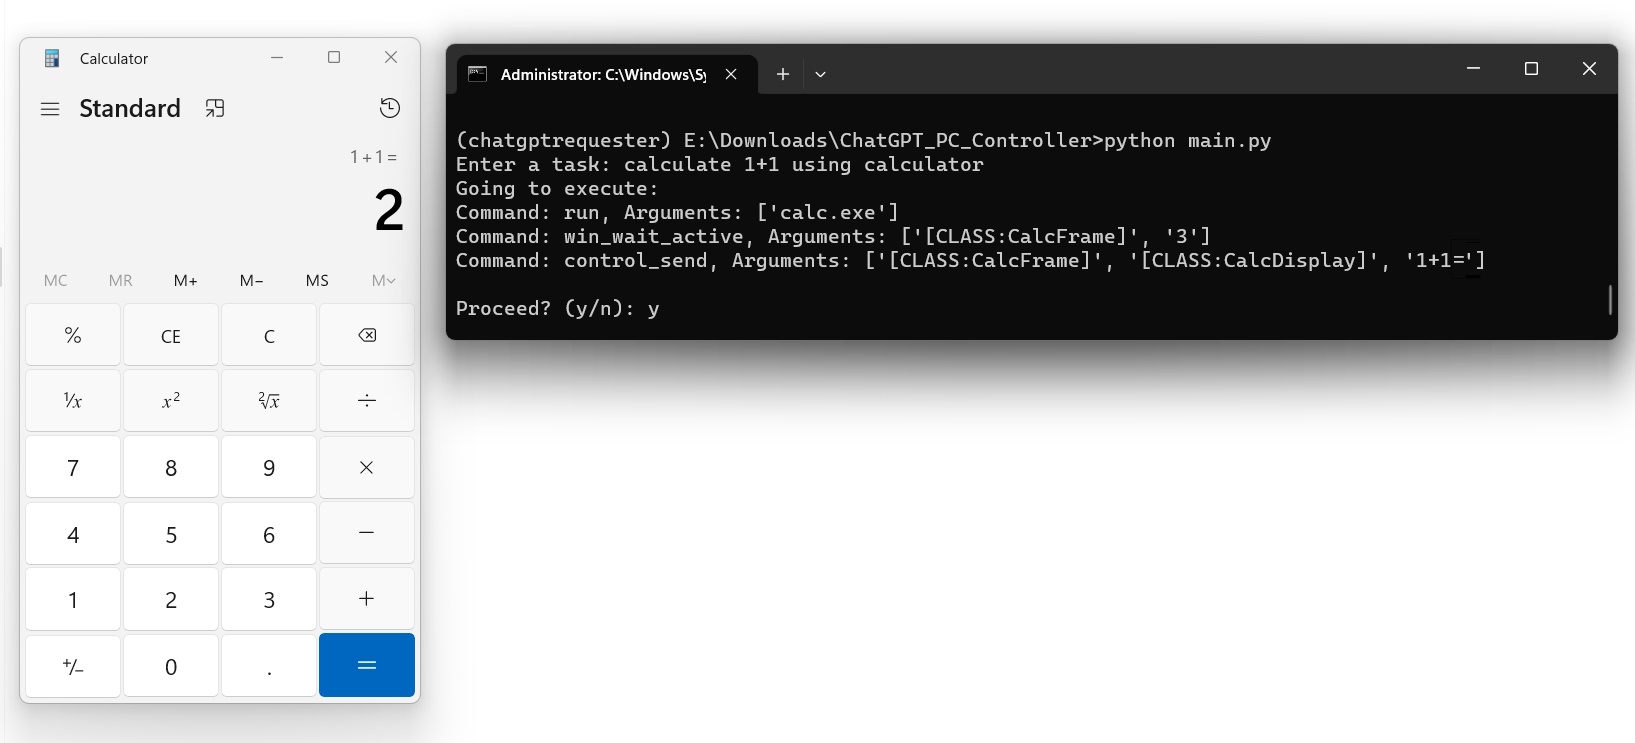 Calculator
Standard
1 + 1 =
2
MC MR M+ M− MS M˅
% CE C
¹⁄x x² ²√x ÷
7 8 9 ×
4 5 6 −
1 2 3 +
+/− 0 . =
Administrator: C:\Windows\Sy
(chatgptrequester) E:\Downloads\ChatGPT_PC_Controller>python main.py
Enter a task: calculate 1+1 using calculator
Going to execute:
Command: run, Arguments: ['calc.exe']
Command: win_wait_active, Arguments: ['[CLASS:CalcFrame]', '3']
Command: control_send, Arguments: ['[CLASS:CalcFrame]', '[CLASS:CalcDisplay]', '1+1=']
Proceed? (y/n): y